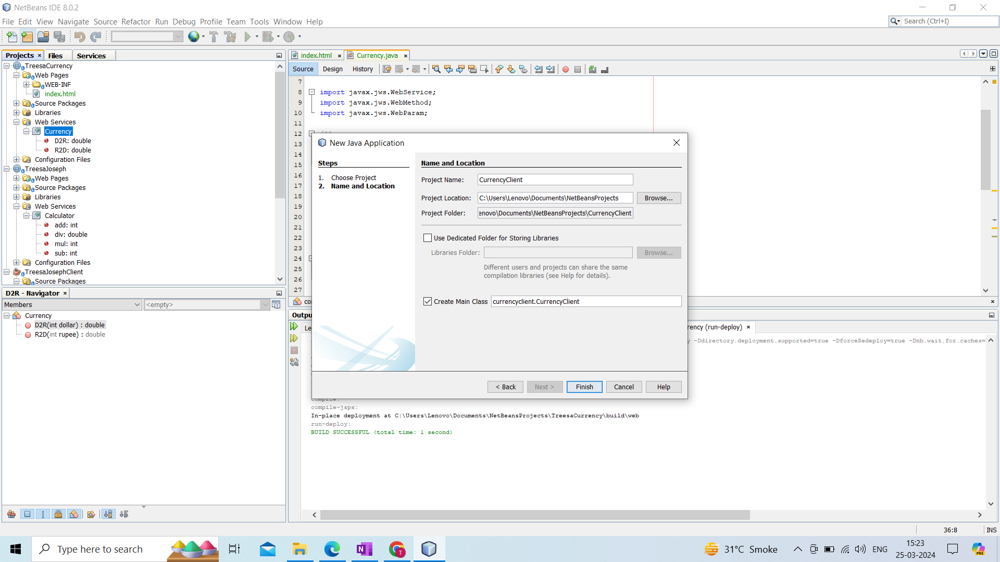 NetBeans IDE 8.0.2
File Edit View Navigate Source Refactor Run Debug Profile Team Tools Window Help
Search (Ctrl+I)
Projects Files Services
TreesaCurrency
Web Pages
WEB-INF
index.html
Source Packages
Libraries
Web Services
Currency
D2R: double
R2D: double
Configuration Files
TreesaJoseph
Web Pages
Source Packages
Libraries
Web Services
Calculator
add: int
div: double
mul: int
sub: int
Configuration Files
TreesaJosephClient
Source Packages
D2R - Navigator
Members
<empty>
Currency
D2R(int dollar) : double
R2D(int rupee) : double
index.html Currency.java
Source Design History
7
8 import javax.jws.WebService;
9 import javax.jws.WebMethod;
10 import javax.jws.WebParam;
11
12 /**
13
14
15
16
17
18
19
20
21
22
23
24
25
26
27
New Java Application
Steps
1. Choose Project
2. Name and Location
Name and Location
Project Name: CurrencyClient
Project Location: C:\Users\Lenovo\Documents\NetBeansProjects Browse...
Project Folder: enovo\Documents\NetBeansProjects\CurrencyClient
Use Dedicated Folder for Storing Libraries
Libraries Folder: Browse...
Different users and projects can share the same
compilation libraries (see Help for details).
Create Main Class currencyclient.CurrencyClient
< Back Next > Finish Cancel Help
co
Outpu
Le
rency (run-deploy)
y -Ddirectory.deployment.supported=true -DforceRedeploy=true -Dnb.wait.for.caches=
compile:
compile-jsps:
In-place deployment at C:\Users\Lenovo\Documents\NetBeansProjects\TreesaCurrency\build\web
run-deploy:
BUILD SUCCESSFUL (total time: 1 second)
36:8 INS
Type here to search
31°C Smoke
ENG
15:23
25-03-2024
PRE